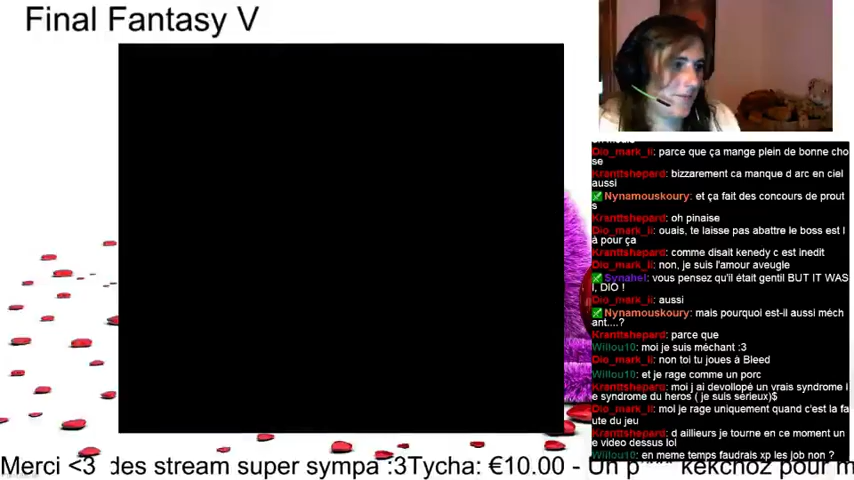 Final Fantasy V
Dio_mark_ii: parce que ça mange plein de bonne cho
se
Kranttshepard: bizzarement ca manque d arc en ciel
aussi
Nynamouskoury: et ça fait des concours de prout
s
Kranttshepard: oh pinaise
Dio_mark_ii: ouais, te laisse pas abattre le boss est l
à pour ça
Kranttshepard: comme disait kenedy c est inedit
Dio_mark_ii: non, je suis l'amour aveugle
Synahel: vous pensez qu'il était gentil BUT IT WAS
I, DIO !
Dio_mark_ii: aussi
Nynamouskoury: mais pourquoi est-il aussi méch
ant....?
Kranttshepard: parce que
Willou10: moi je suis méchant :3
Dio_mark_ii: non toi tu joues à Bleed
Willou10: et je rage comme un porc
Kranttshepard: moi j ai devollopé un vrais syndrome l
e syndrome du heros ( je suis sérieux)$
Dio_mark_ii: moi je rage uniquement quand c'est la fa
ute du jeu
Kranttshepard: d ailleurs je tourne en ce moment un
e video dessus lol
Willou10: en meme temps faudrais xp les job non ?
Merci <3 des stream super sympa :3Tycha: €10.00 - Un p**** kekchoz pour m